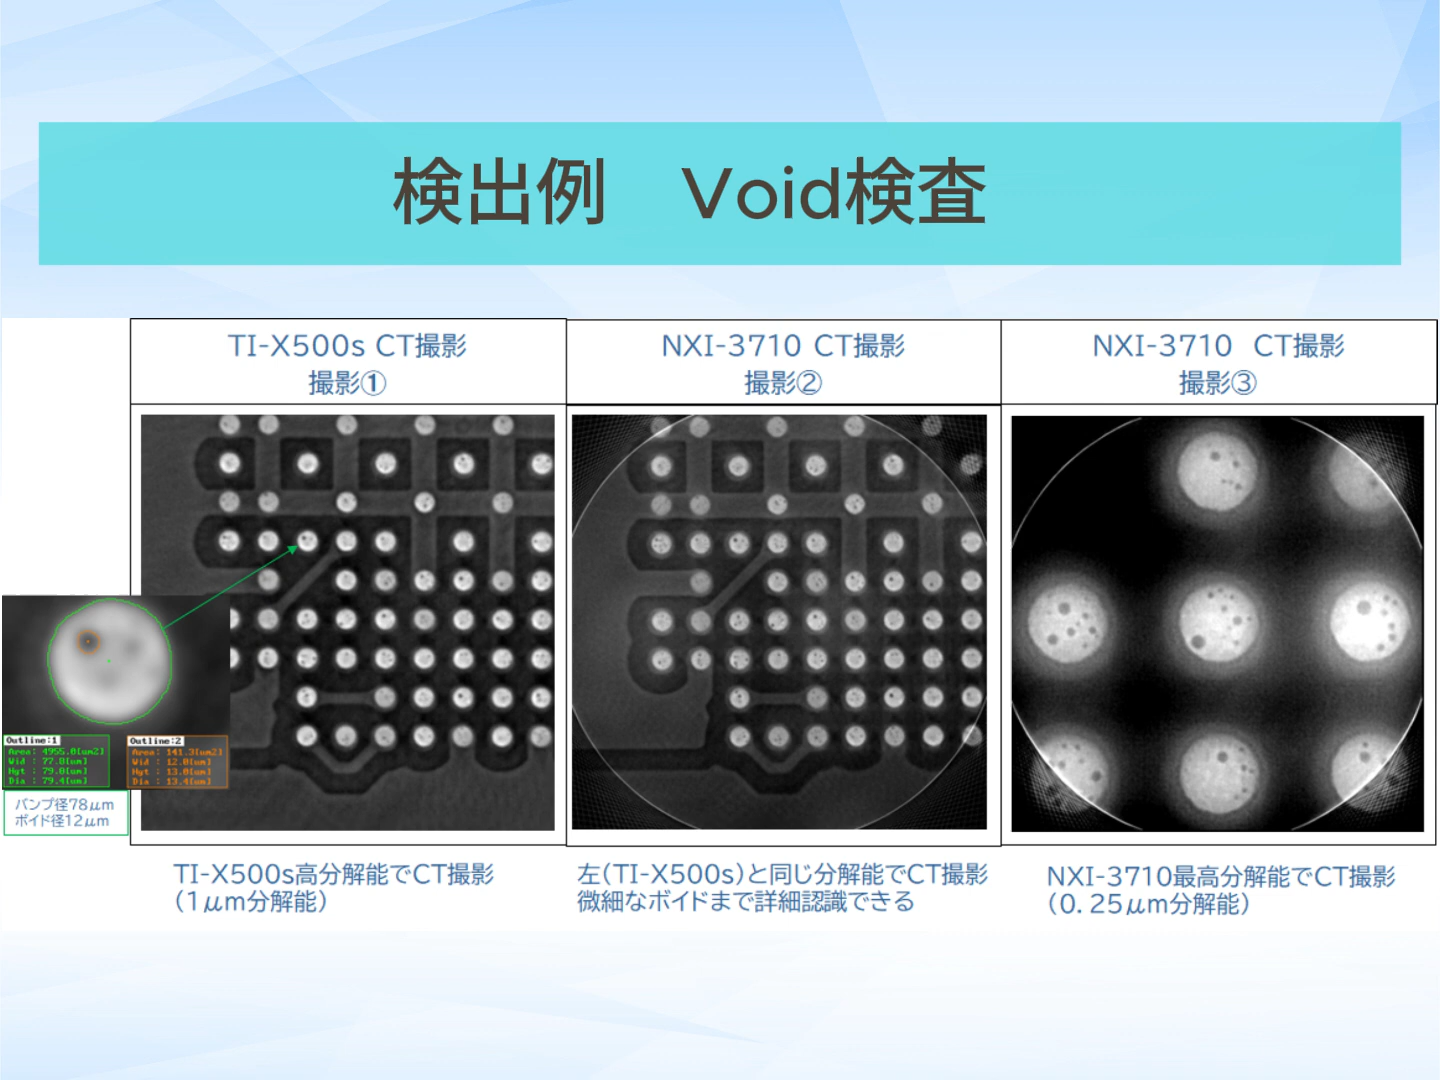 検出例　Void検査
TI-X500s CT撮影
撮影①
NXI-3710 CT撮影
撮影②
NXI-3710　CT撮影
撮影③
Outline:1
Area: 4955.0[um2]
Wid : 77.8[um]
Hgt : 79.0[um]
Dia : 79.4[um]
Outline:2
Area: 141.3[um2]
Wid : 12.0[um]
Hgt : 13.0[um]
Dia : 13.4[um]
バンプ径78μm
ボイド径12μm
TI-X500s高分解能でCT撮影
（1μm分解能）
左（TI-X500s）と同じ分解能でCT撮影
微細なボイドまで詳細認識できる
NXI-3710最高分解能でCT撮影
（0.25μm分解能）